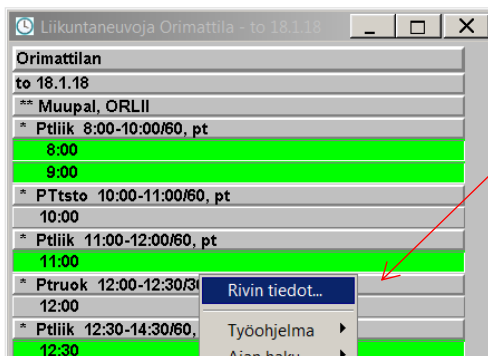 Liikuntaneuvoja Orimattila - to 18.1.18
Orimattilan
to 18.1.18
** Muupal, ORLII
* Ptliik 8:00-10:00/60, pt
8:00
9:00
* PTtsto 10:00-11:00/60, pt
10:00
* Ptliik 11:00-12:00/60, pt
11:00
* Ptruok 12:00-12:30/30
Rivin tiedot...
12:00
* Ptliik 12:30-14:30/60,
Työohjelma
12:30
Ajan haku